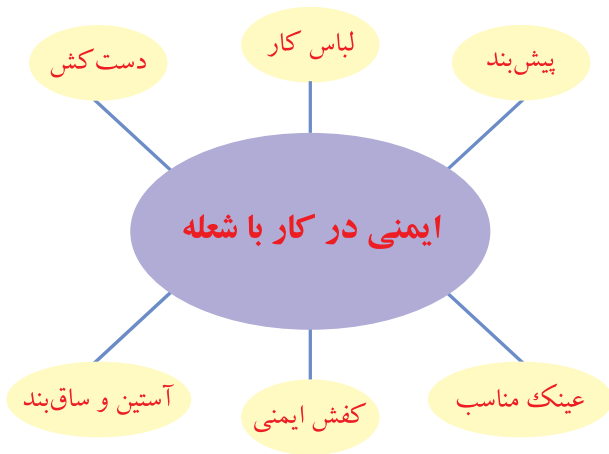 پیش‌بند
لباس کار
دست‌کش
ایمنی در کار با شعله
عینک مناسب
کفش ایمنی
آستین و ساق‌بند